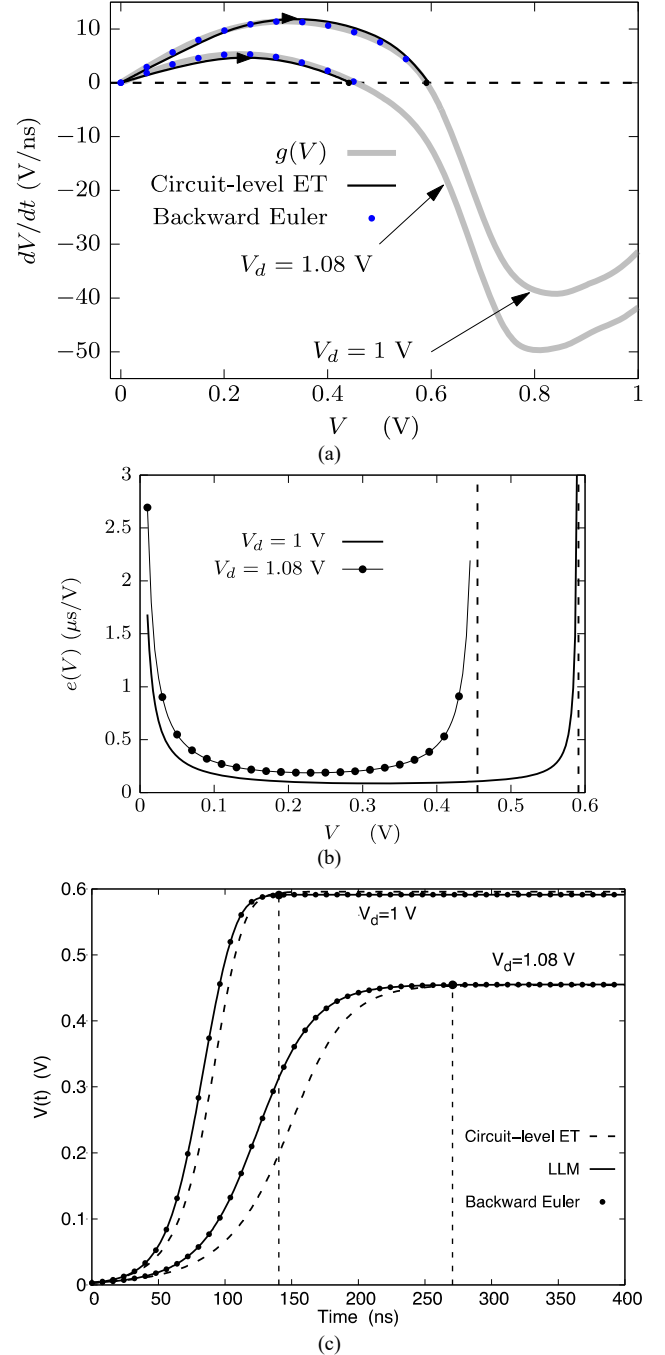 10
0
−10
−20
−30
−40
−50
dV/dt (V/ns)
g(V)
Circuit-level ET
Backward Euler
V_d = 1.08 V
V_d = 1 V
0 0.2 0.4 0.6 0.8 1
V (V)
(a)
3
2.5
2
1.5
1
0.5
0
e(V) (μs/V)
V_d = 1 V
V_d = 1.08 V
0 0.1 0.2 0.3 0.4 0.5 0.6
V (V)
(b)
0.6
0.5
0.4
0.3
0.2
0.1
0
V(t) (V)
V_d=1 V
V_d=1.08 V
Circuit−level ET
LLM
Backward Euler
0 50 100 150 200 250 300 350 400
Time (ns)
(c)